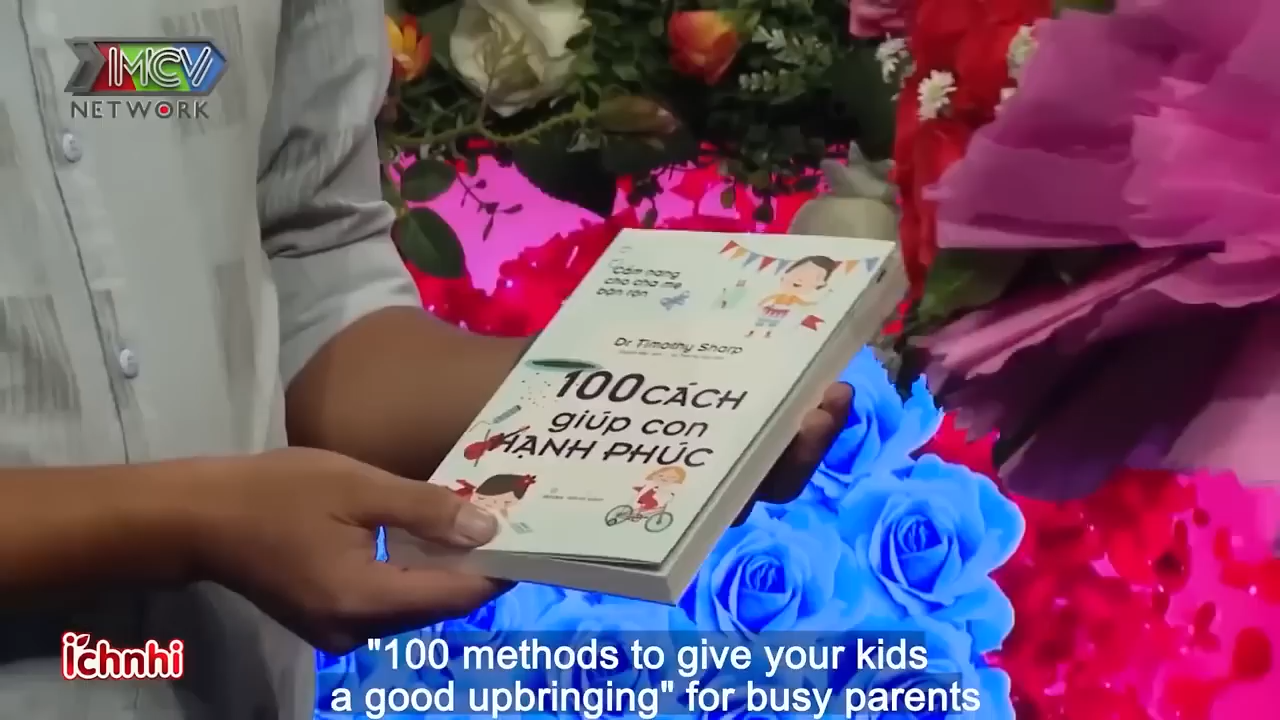 MCV
NETWORK
"Cẩm nang
cho cha mẹ
bận rộn
Dr Timothy Sharp
100 CÁCH
giúp con
HẠNH PHÚC
ichnhi
"100 methods to give your kids
a good upbringing" for busy parents